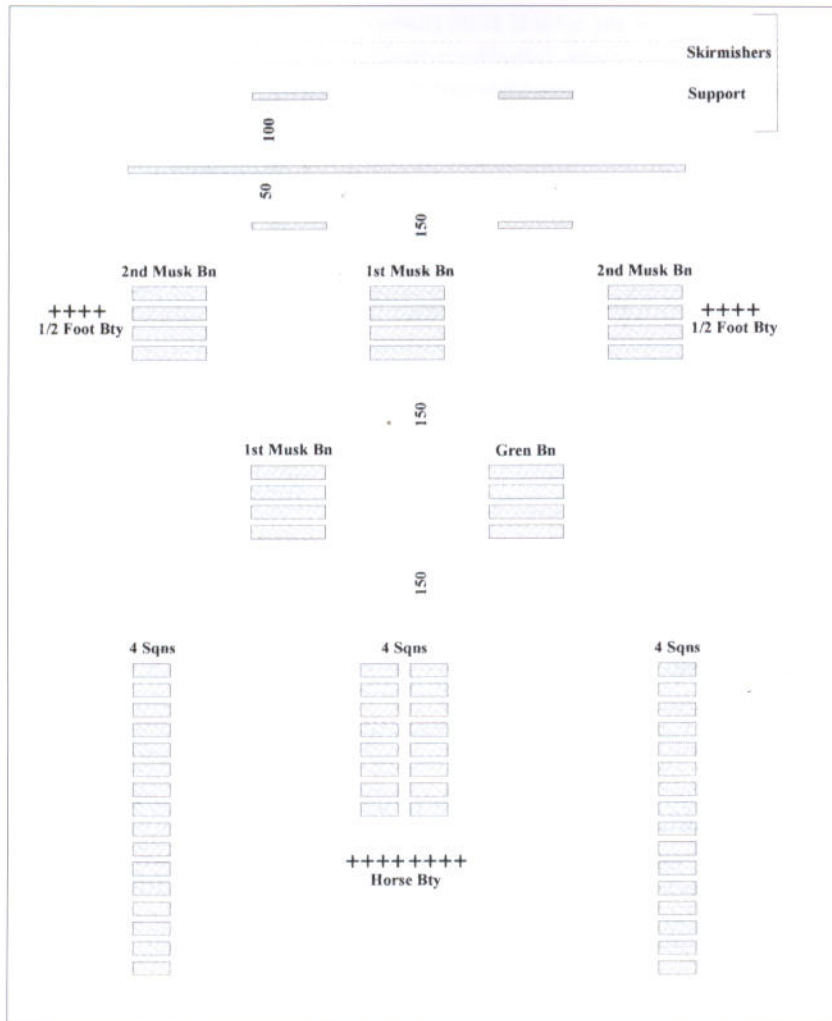 Skirmishers
Support
100
50
150
2nd Musk Bn
1st Musk Bn
2nd Musk Bn
++++
1/2 Foot Bty
++++
1/2 Foot Bty
150
1st Musk Bn
Gren Bn
150
4 Sqns
4 Sqns
4 Sqns
++++ ++++
Horse Bty